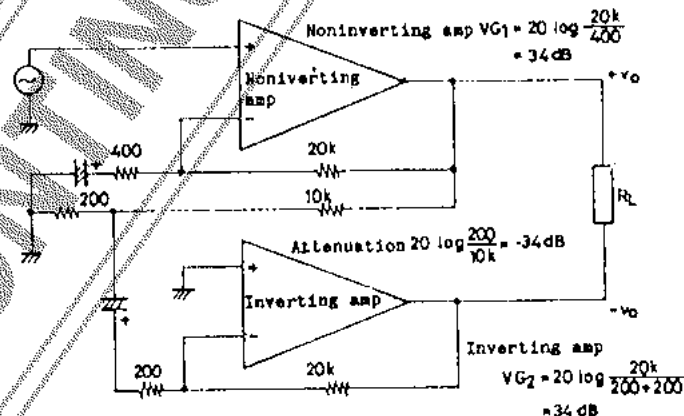 Noninverting amp VG1 = 20 log 20k/400
= 34dB
+
Noniverting
amp
-
+Vo
+ 400
20k
200
10k
RL
Attenuation 20 log 200/10k = -34dB
+
Inverting amp
-
-Vo
+
200
20k
Inverting amp
VG2 = 20 log 20k/200+200
= 34 dB